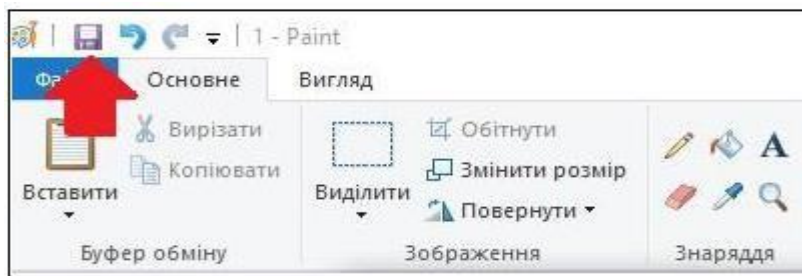 1 - Paint
Основне Вигляд
Вирізати
Копіювати
Вставити
Буфер обміну
Виділити
Обітнути
Змінити розмір
Повернути
Зображення
A
Знаряддя